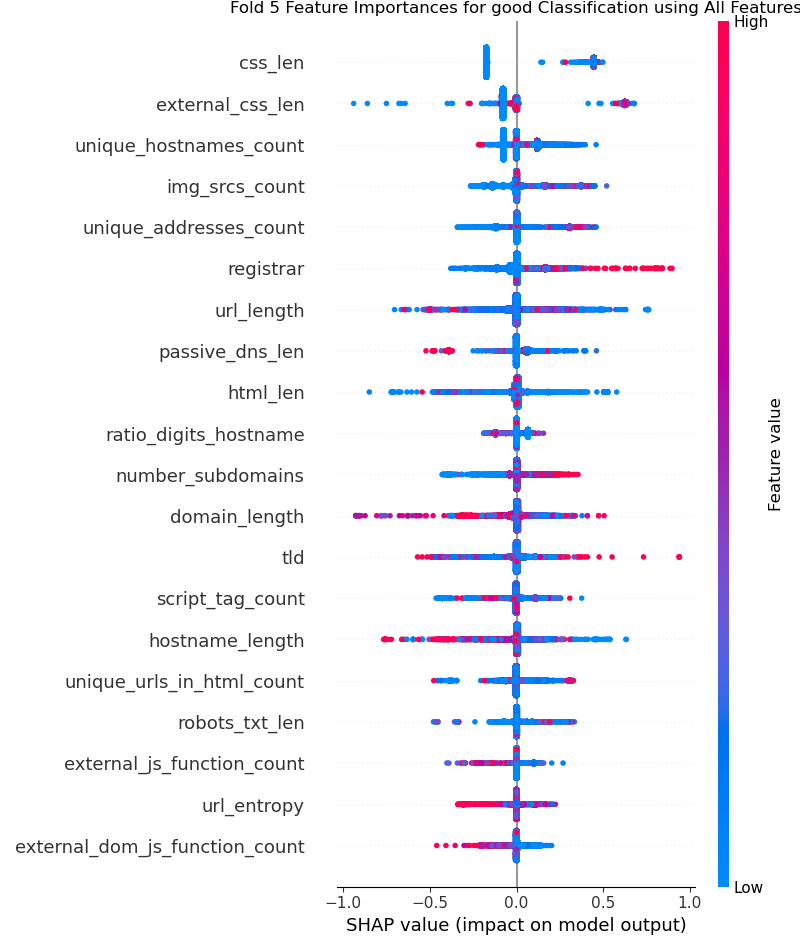 Fold 5 Feature Importances for good Classification using All Features
High
css_len
external_css_len
unique_hostnames_count
img_srcs_count
unique_addresses_count
registrar
url_length
passive_dns_len
html_len
ratio_digits_hostname
number_subdomains
domain_length
tld
script_tag_count
hostname_length
unique_urls_in_html_count
robots_txt_len
external_js_function_count
url_entropy
external_dom_js_function_count
Feature value
Low
−1.0 −0.5 0.0 0.5 1.0
SHAP value (impact on model output)